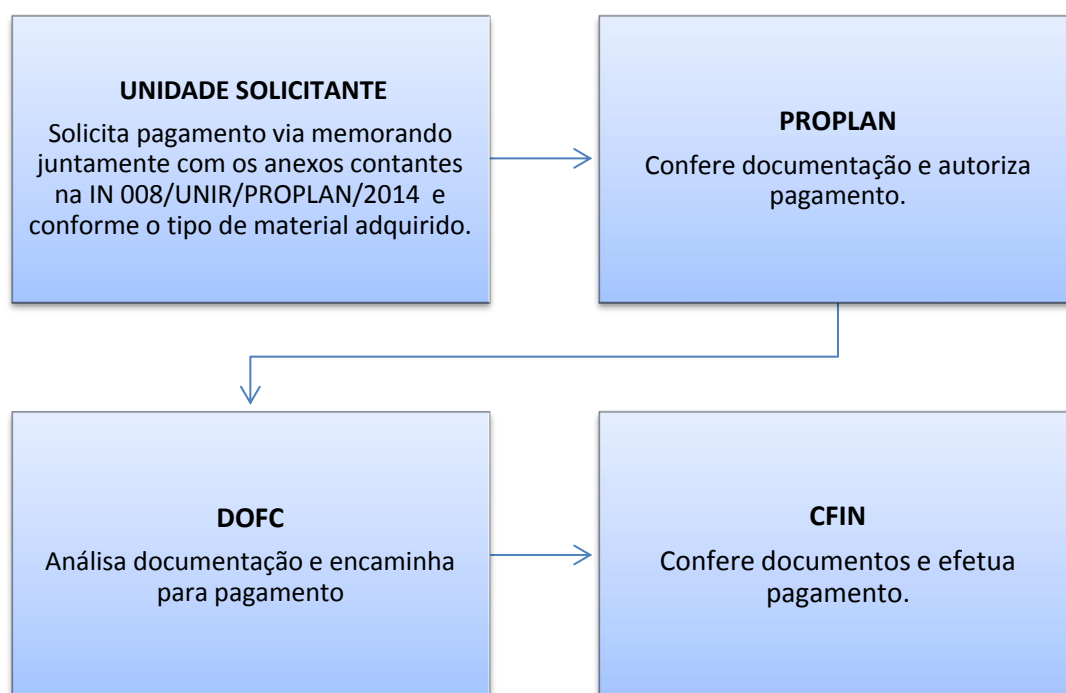 UNIDADE SOLICITANTE
Solicita pagamento via memorando
juntamente com os anexos contantes
na IN 008/UNIR/PROPLAN/2014 e
conforme o tipo de material adquirido.
PROPLAN
Confere documentação e autoriza
pagamento.
DOFC
Análisa documentação e encaminha
para pagamento
CFIN
Confere documentos e efetua
pagamento.